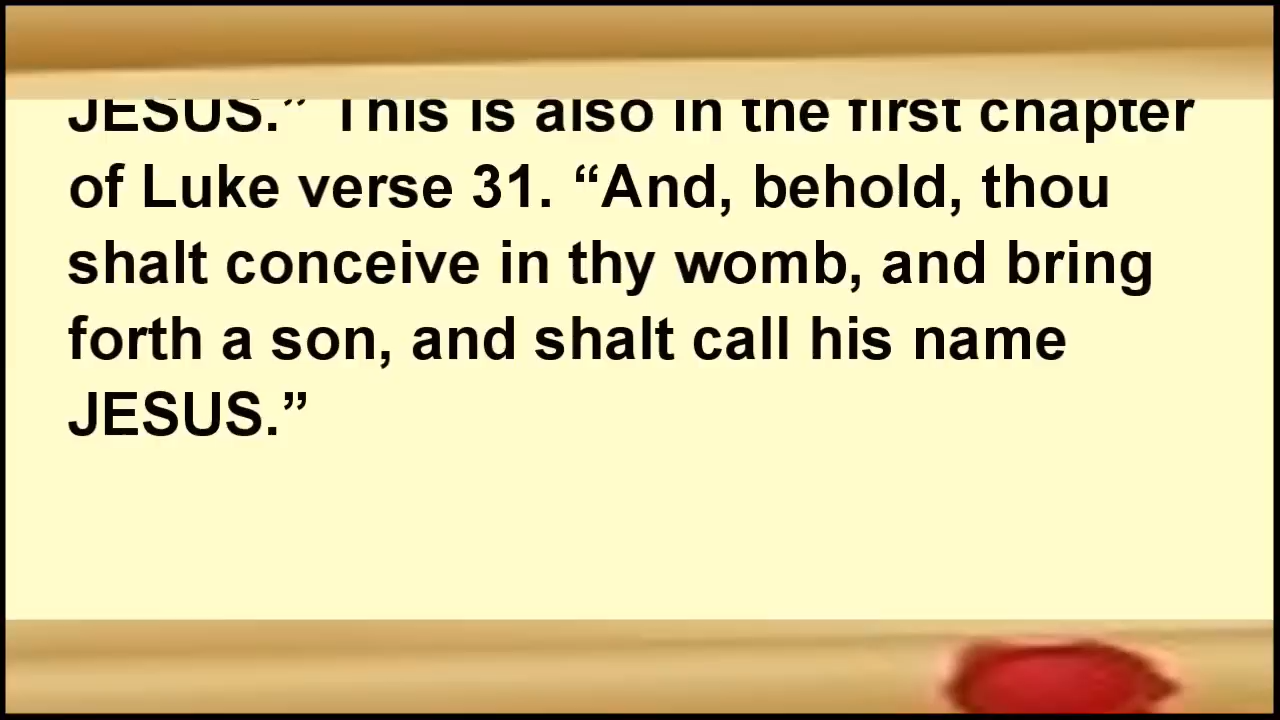 JESUS.” This is also in the first chapter
of Luke verse 31. “And, behold, thou
shalt conceive in thy womb, and bring
forth a son, and shalt call his name
JESUS.”